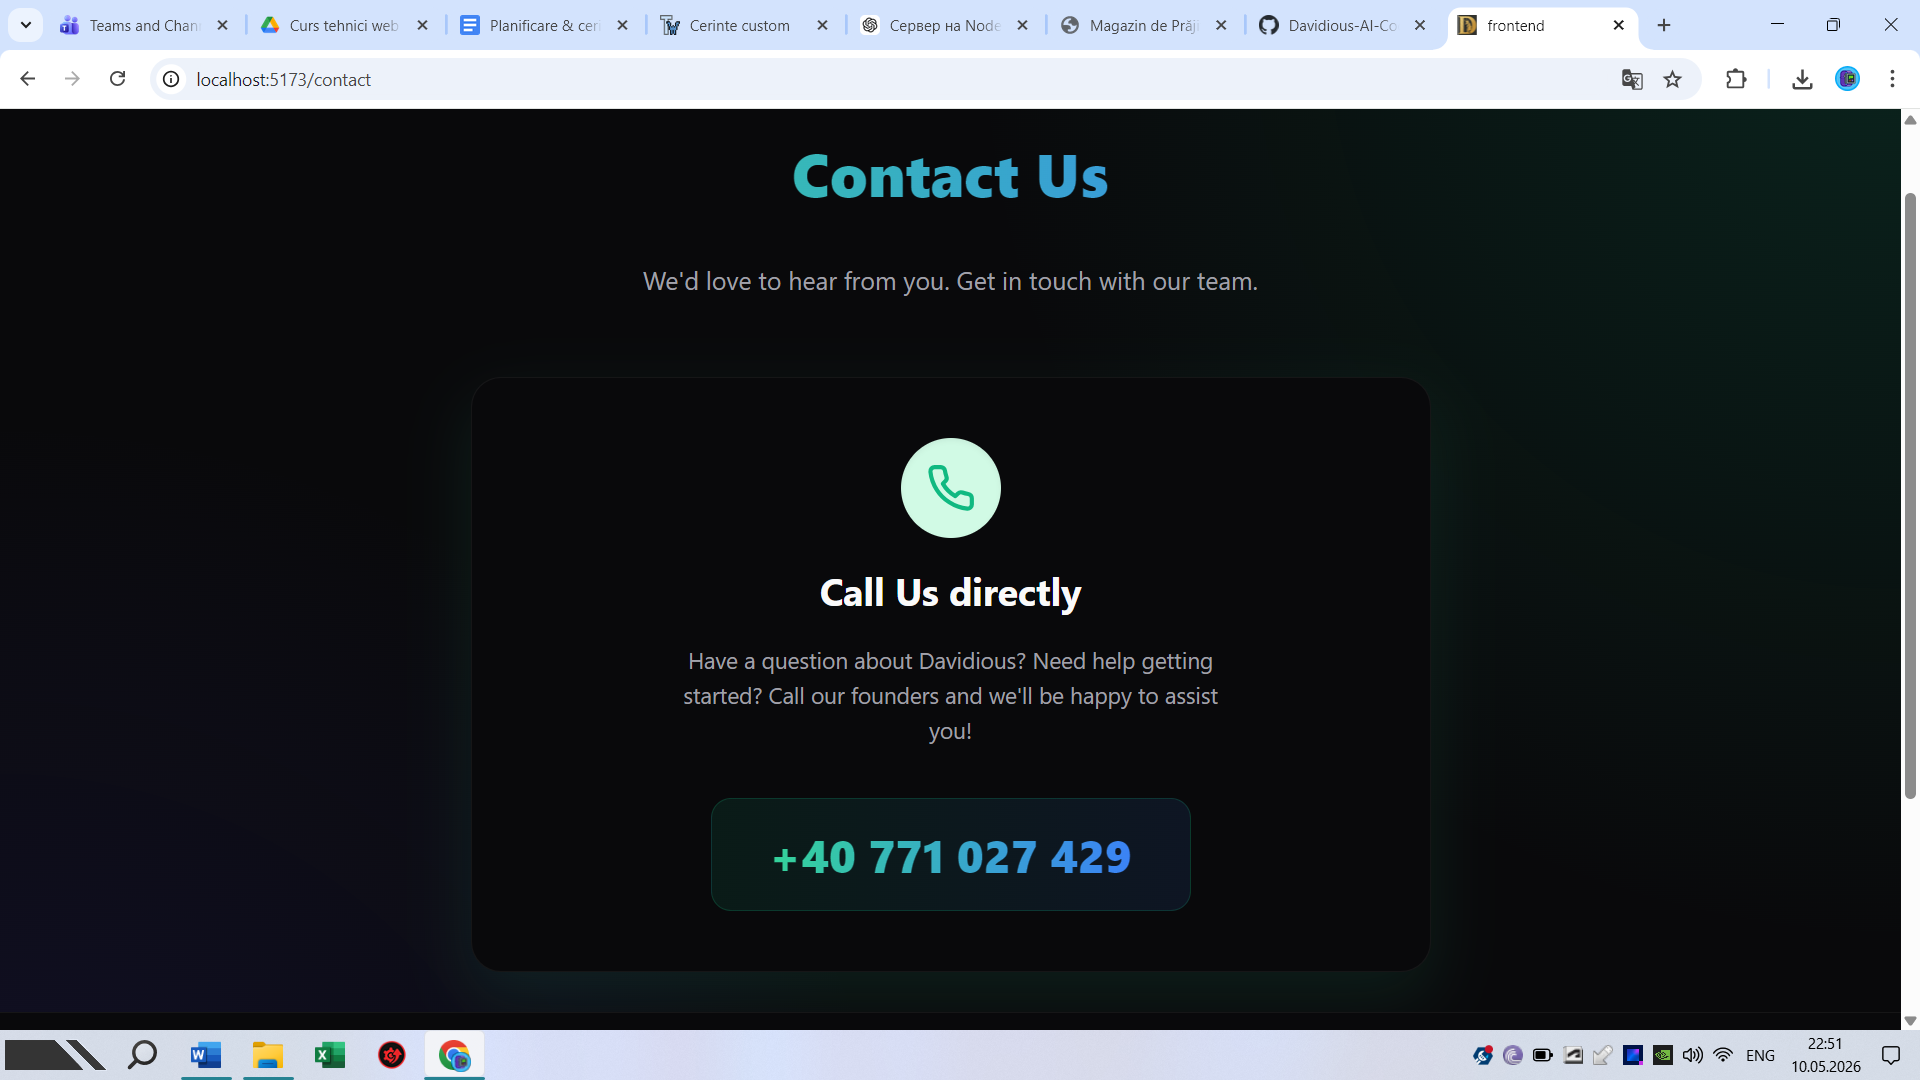 Teams and Chan
Curs tehnici web
Planificare & ceri
Cerinte custom
Сервер на Node
Magazin de Prăji
Davidious-AI-Co
frontend
localhost:5173/contact
Contact Us
We'd love to hear from you. Get in touch with our team.
Call Us directly
Have a question about Davidious? Need help getting
started? Call our founders and we'll be happy to assist
you!
+40 771 027 429
ENG
22:51
10.05.2026